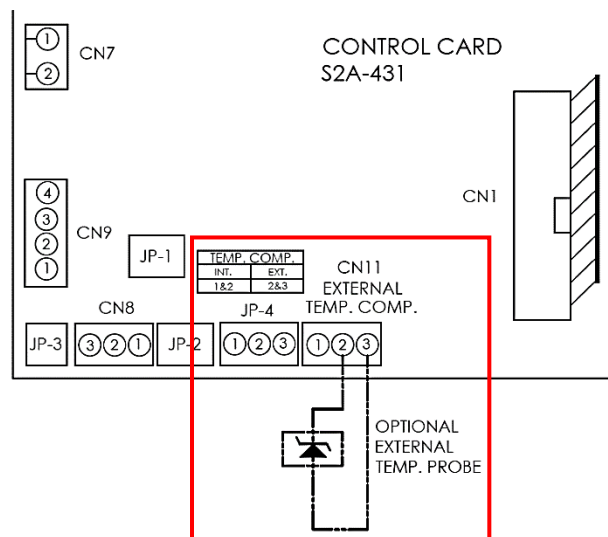 1
2
CN7
CONTROL CARD
S2A-431
CN1
4
3
2
1
CN9
JP-1
TEMP. COMP.
INT. EXT.
1&2 2&3
CN11
EXTERNAL
TEMP. COMP.
CN8
JP-4
JP-3
3 2 1
JP-2
1 2 3
1 2 3
OPTIONAL
EXTERNAL
TEMP. PROBE